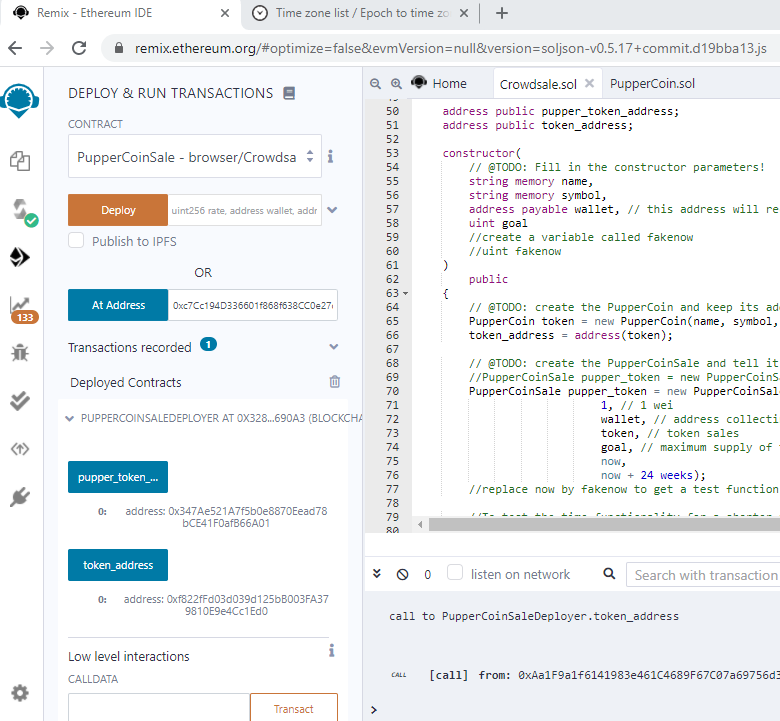 Remix - Ethereum IDE
Time zone list / Epoch to time zo
remix.ethereum.org/#optimize=false&evmVersion=null&version=soljson-v0.5.17+commit.d19bba13.js
DEPLOY & RUN TRANSACTIONS
CONTRACT
PupperCoinSale - browser/Crowdsa
Deploy
uint256 rate, address wallet, addr
Publish to IPFS
OR
At Address
0xc7Cc194D336601f868f638CC0e27
133
Transactions recorded 1
Deployed Contracts
PUPPERCOINSALEDEPLOYER AT 0X328...690A3 (BLOCKCHA
pupper_token_...
0: address: 0x347Ae521A7f5b0e8870Eead78
bCE41F0afB66A01
token_address
0: address: 0xf822fFd03d039d125bB003FA37
9810E9e4Cc1Ed0
Low level interactions
CALLDATA
Transact
Home
Crowdsale.sol
PupperCoin.sol
50 address public pupper_token_address;
51 address public token_address;
52
53 constructor(
54 // @TODO: Fill in the constructor parameters!
55 string memory name,
56 string memory symbol,
57 address payable wallet, // this address will re
58 uint goal
59 //create a variable called fakenow
60 //uint fakenow
61 )
62 public
63 {
64 // @TODO: create the PupperCoin and keep its ad
65 PupperCoin token = new PupperCoin(name, symbol,
66 token_address = address(token);
67
68 // @TODO: create the PupperCoinSale and tell it
69 //PupperCoinSale pupper_token = new PupperCoinS
70 PupperCoinSale pupper_token = new PupperCoinSale
71 1, // 1 wei
72 wallet, // address collecti
73 token, // token sales
74 goal, // maximum supply of
75 now,
76 now + 24 weeks);
77 //replace now by fakenow to get a test function
78
79 //To test the time functionality for a shorter
80
0
listen on network
Search with transaction
call to PupperCoinSaleDeployer.token_address
CALL [call] from: 0xAa1F9a1f6141983e461C4689F67C07a69756d3
>